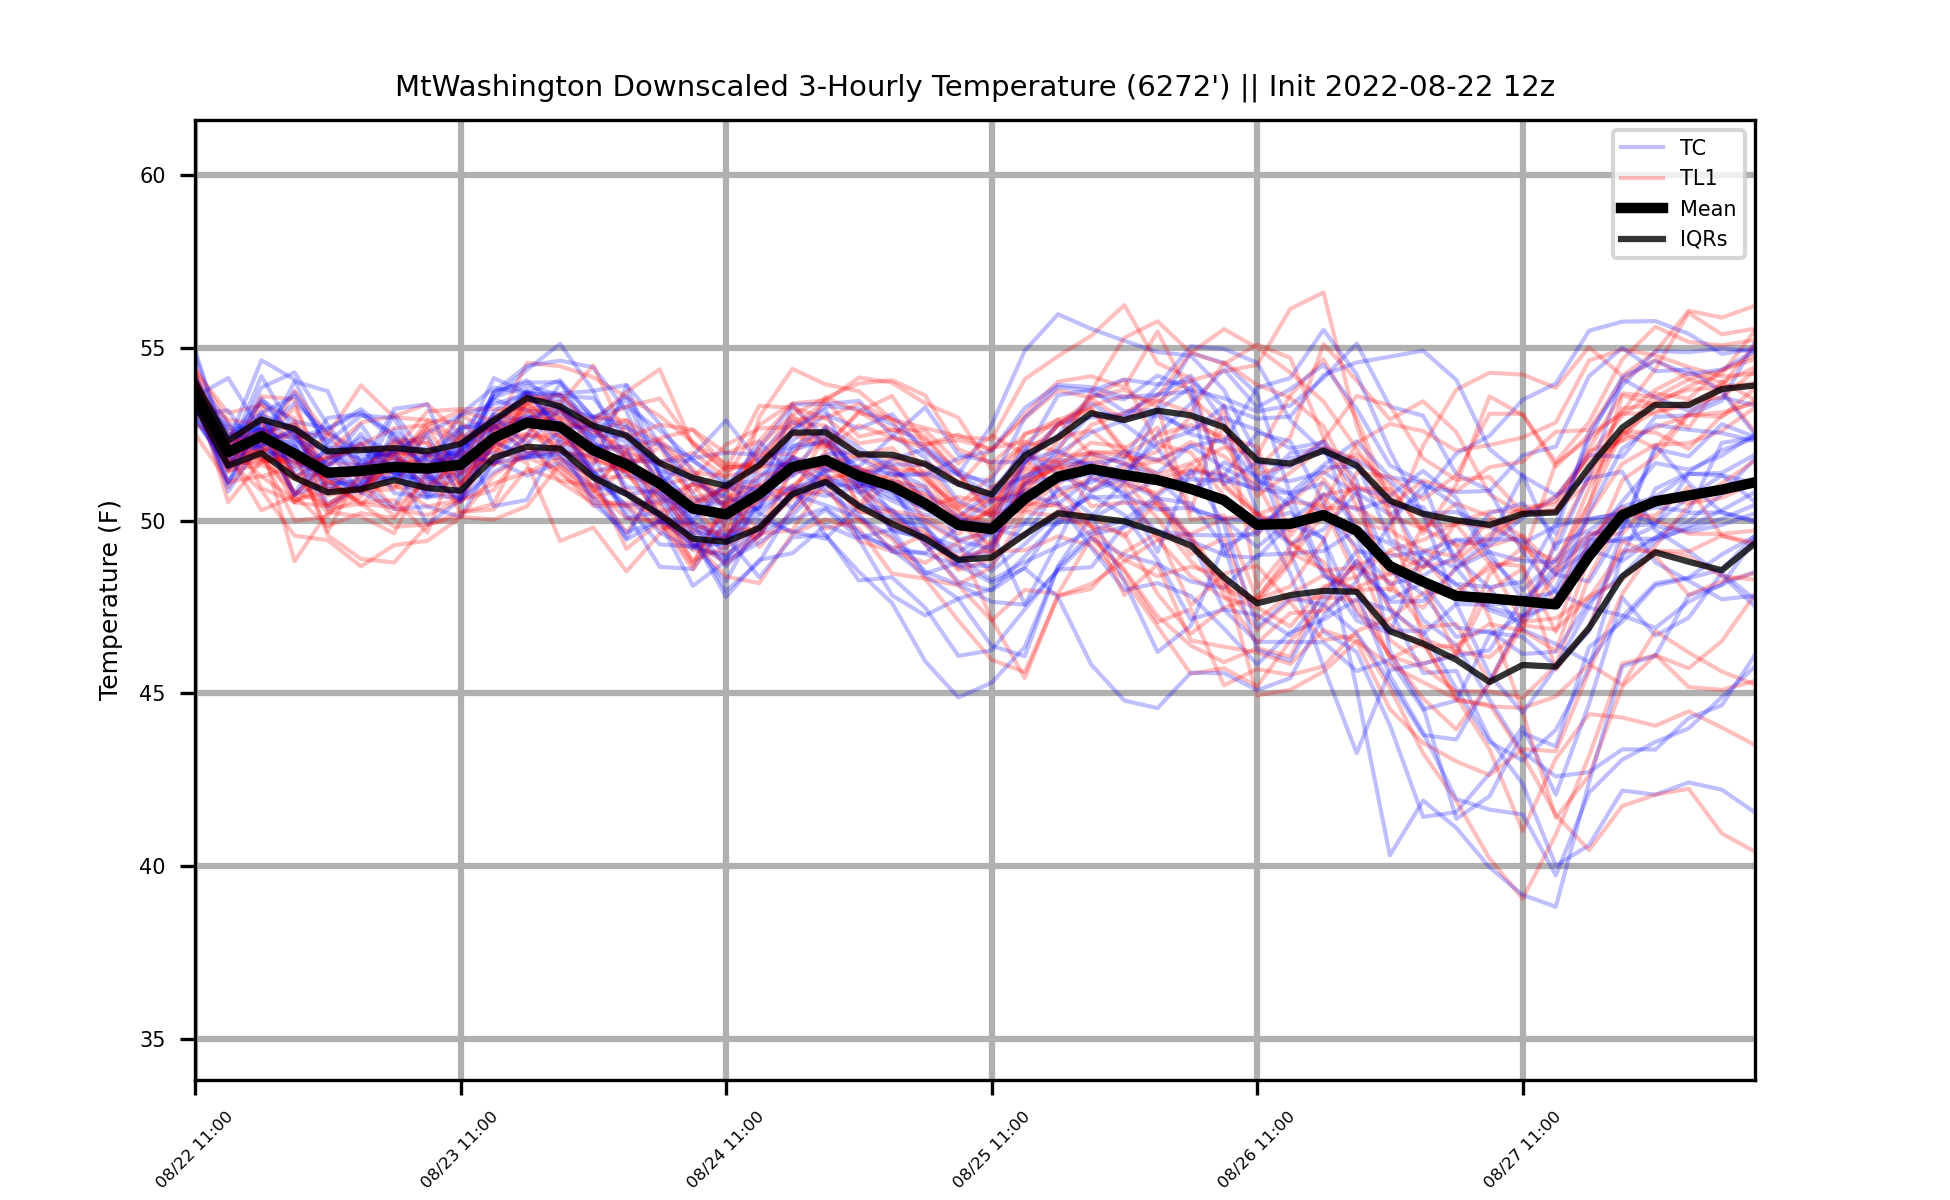 MtWashington Downscaled 3-Hourly Temperature (6272') || Init 2022-08-22 12z
TC
TL1
Mean
IQRs
Temperature (F)
60
55
50
45
40
35
08/22 11:00
08/23 11:00
08/24 11:00
08/25 11:00
08/26 11:00
08/27 11:00